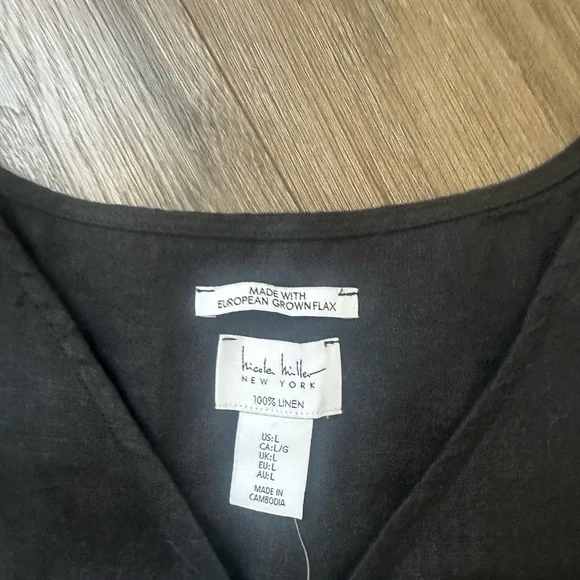 MADE WITH
EUROPEAN GROWN FLAX
Nicole Miller
NEW YORK
100% LINEN
US:L
CA:L/G
UK:L
EU:L
AU:L
MADE IN
CAMBODIA